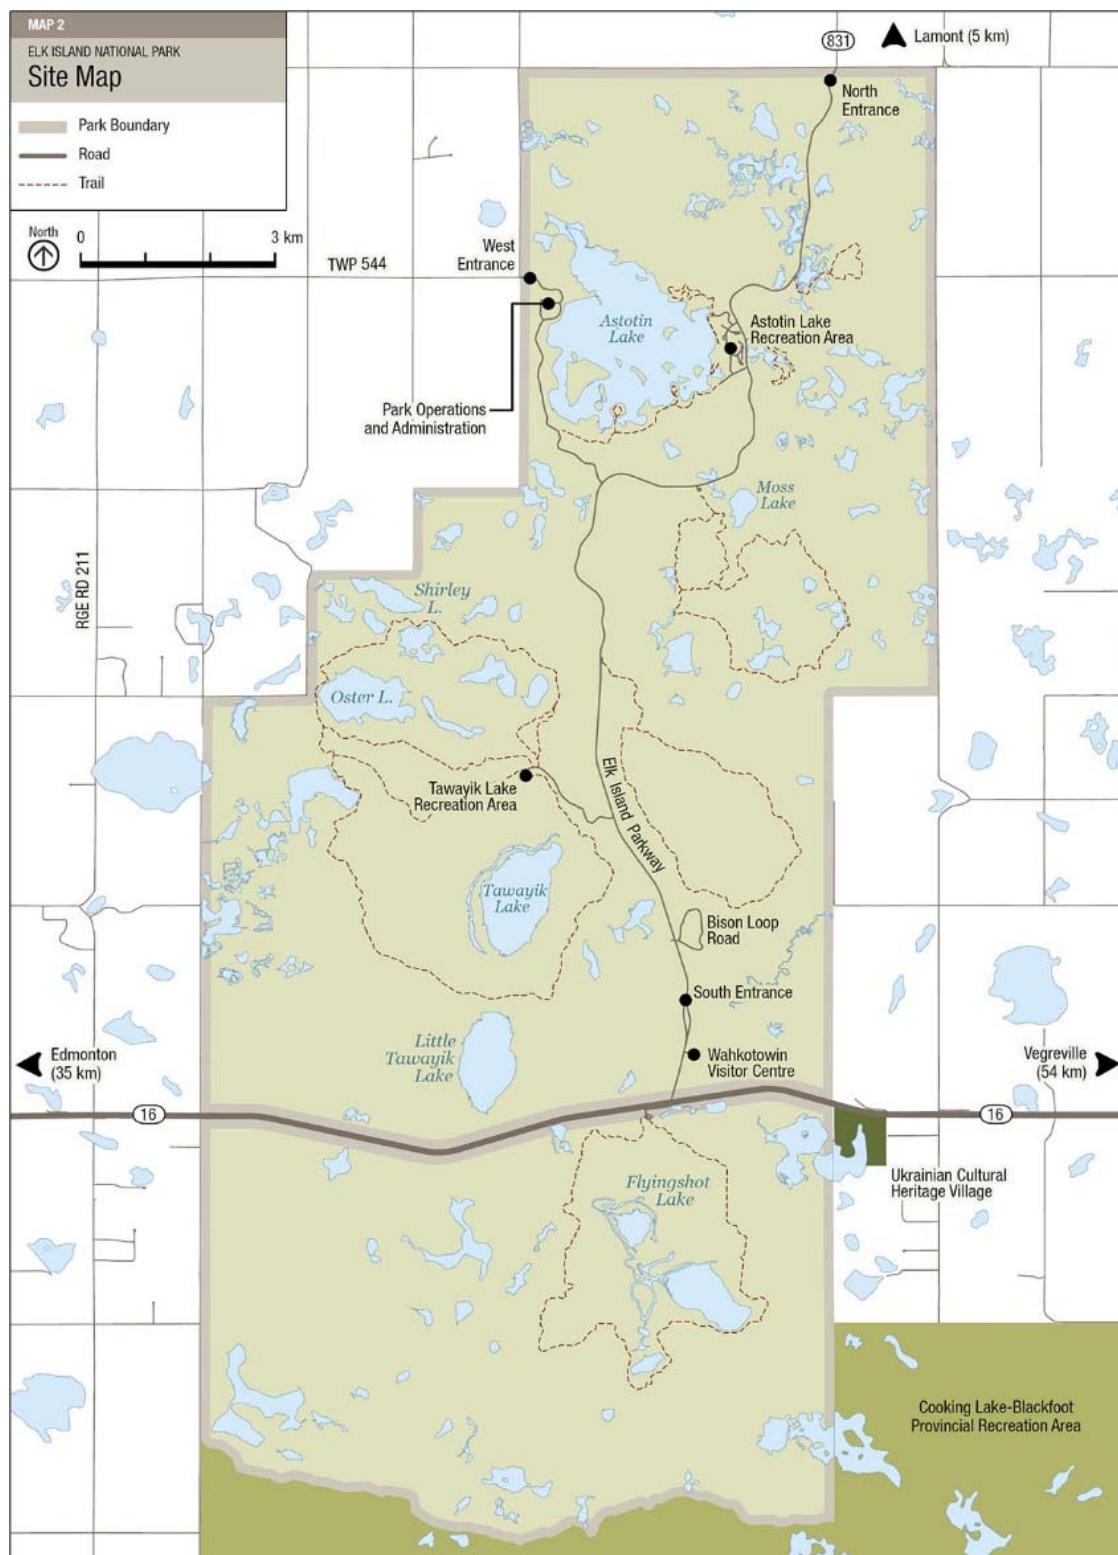 MAP 2
ELK ISLAND NATIONAL PARK
Site Map
Park Boundary
Road
Trail
North
0
3 km
831
Lamont (5 km)
North
Entrance
West
Entrance
TWP 544
Astotin
Lake
Astotin Lake
Recreation Area
Park Operations
and Administration
Moss
Lake
RGE RD 211
Shirley
L.
Oster L.
Tawayik Lake
Recreation Area
Elk Island Parkway
Tawayik
Lake
Bison Loop
Road
South Entrance
Little
Tawayik
Lake
Wahkotowin
Visitor Centre
Edmonton
(35 km)
Vegreville
(54 km)
16
16
Ukrainian Cultural
Heritage Village
Flyingshot
Lake
Cooking Lake-Blackfoot
Provincial Recreation Area